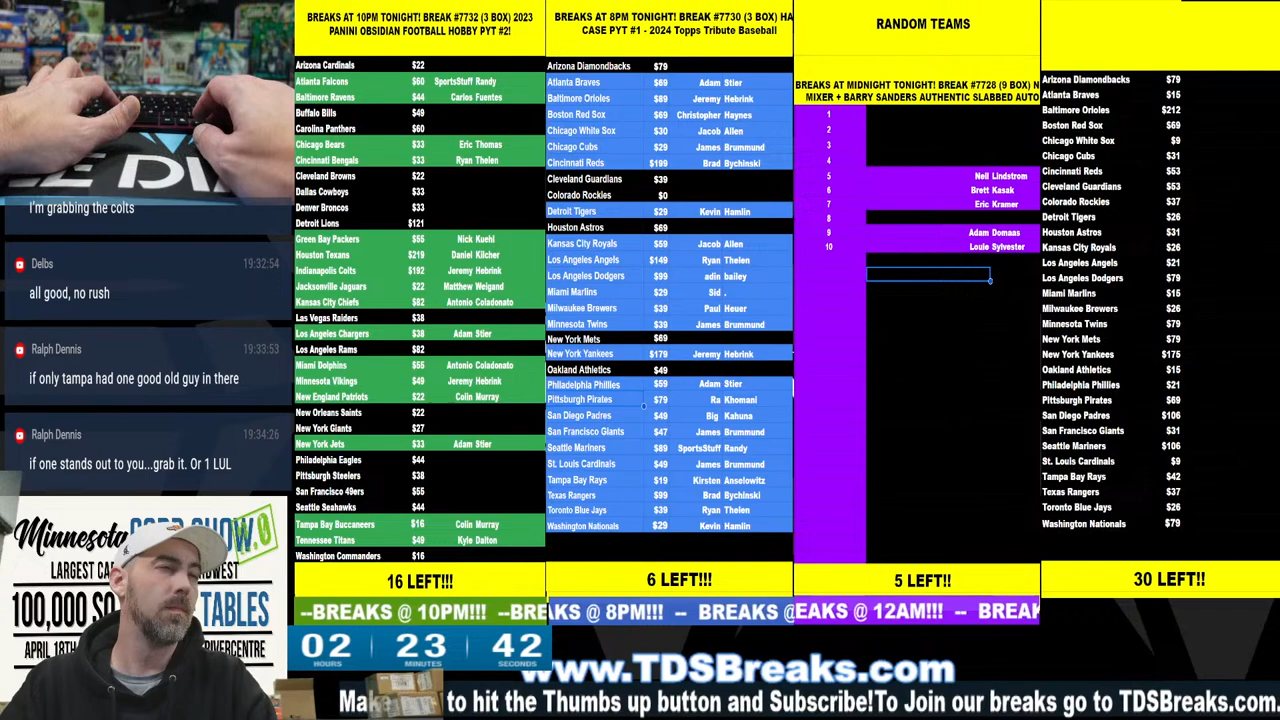 THE DI
I'm grabbing the colts
Delbs 19:32:54
all good, no rush
Ralph Dennis 19:33:53
if only tampa had one good old guy in there
Ralph Dennis 19:34:26
if one stands out to you...grab it. Or 1 LUL
Minnesota
LARGEST CA
100,000 SQ
TABLES
APRIL 18TH
RIVERCENTRE
BREAKS AT 10PM TONIGHT! BREAK #7732 (3 BOX) 2023
PANINI OBSIDIAN FOOTBALL HOBBY PYT #2!
Arizona Cardinals $22
Atlanta Falcons $60 SportsStuff Randy
Baltimore Ravens $44 Carlos Fuentes
Buffalo Bills $49
Carolina Panthers $60
Chicago Bears $33 Eric Thomas
Cincinnati Bengals $33 Ryan Thelen
Cleveland Browns $22
Dallas Cowboys $33
Denver Broncos $33
Detroit Lions $121
Green Bay Packers $55 Nick Kuehl
Houston Texans $219 Daniel Kilcher
Indianapolis Colts $192 Jeremy Hebrink
Jacksonville Jaguars $22 Matthew Weigand
Kansas City Chiefs $82 Antonio Coladonato
Las Vegas Raiders $38
Los Angeles Chargers $38 Adam Stier
Los Angeles Rams $82
Miami Dolphins $55 Antonio Coladonato
Minnesota Vikings $49 Jeremy Hebrink
New England Patriots $22 Colin Murray
New Orleans Saints $22
New York Giants $27
New York Jets $33 Adam Stier
Philadelphia Eagles $44
Pittsburgh Steelers $38
San Francisco 49ers $55
Seattle Seahawks $44
Tampa Bay Buccaneers $16 Colin Murray
Tennessee Titans $49 Kyle Dalton
Washington Commanders $16
16 LEFT!!!
--BREAKS @ 10PM!!! --BRE
02 23 42
HOURS MINUTES SECONDS
BREAKS AT 8PM TONIGHT! BREAK #7730 (3 BOX) HA
CASE PYT #1 - 2024 Topps Tribute Baseball
Arizona Diamondbacks $79
Atlanta Braves $69 Adam Stier
Baltimore Orioles $89 Jeremy Hebrink
Boston Red Sox $69 Christopher Haynes
Chicago White Sox $30 Jacob Allen
Chicago Cubs $29 James Brummund
Cincinnati Reds $199 Brad Bychinski
Cleveland Guardians $39
Colorado Rockies $0
Detroit Tigers $29 Kevin Hamlin
Houston Astros $69
Kansas City Royals $59 Jacob Allen
Los Angeles Angels $149 Ryan Thelen
Los Angeles Dodgers $99 adin bailey
Miami Marlins $29 Sid .
Milwaukee Brewers $39 Paul Heuer
Minnesota Twins $39 James Brummund
New York Mets $69
New York Yankees $179 Jeremy Hebrink
Oakland Athletics $49
Philadelphia Phillies $59 Adam Stier
Pittsburgh Pirates $79 Ra Khomani
San Diego Padres $49 Big Kahuna
San Francisco Giants $47 James Brummund
Seattle Mariners $89 SportsStuff Randy
St. Louis Cardinals $49 James Brummund
Tampa Bay Rays $19 Kirsten Ansolowitz
Texas Rangers $99 Brad Bychinski
Toronto Blue Jays $39 Ryan Thelen
Washington Nationals $29 Kevin Hamlin
6 LEFT!!!
AKS @ 8PM!!! -- BREAKS @
RANDOM TEAMS
BREAKS AT MIDNIGHT TONIGHT! BREAK #7728 (9 BOX) N
MIXER + BARRY SANDERS AUTHENTIC SLABBED AUTO
1
2
3
4
5 Neil Lindstrom
6 Brett Kasak
7 Eric Kramer
8
9 Adam Domaas
10 Louie Sylvester
5 LEFT!!
EAKS @ 12AM!!! -- BREAK
Arizona Diamondbacks $79
Atlanta Braves $15
Baltimore Orioles $212
Boston Red Sox $69
Chicago White Sox $9
Chicago Cubs $31
Cincinnati Reds $53
Cleveland Guardians $53
Colorado Rockies $37
Detroit Tigers $26
Houston Astros $31
Kansas City Royals $26
Los Angeles Angels $21
Los Angeles Dodgers $79
Miami Marlins $15
Milwaukee Brewers $26
Minnesota Twins $79
New York Mets $79
New York Yankees $175
Oakland Athletics $15
Philadelphia Phillies $21
Pittsburgh Pirates $69
San Diego Padres $106
San Francisco Giants $31
Seattle Mariners $106
St. Louis Cardinals $9
Tampa Bay Rays $42
Texas Rangers $37
Toronto Blue Jays $26
Washington Nationals $79
30 LEFT!!
www.TDSBreaks.com
Make to hit the Thumbs up button and Subscribe!To Join our breaks go to TDSBreaks.com.